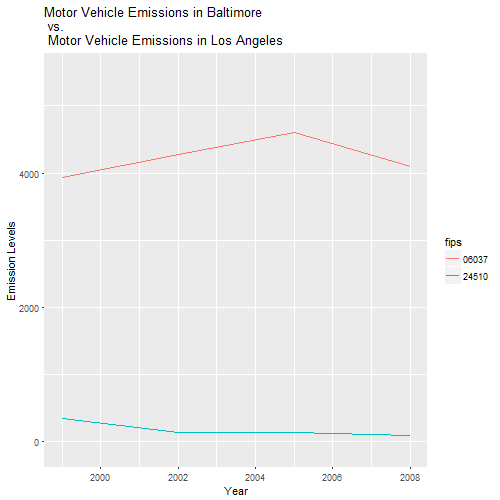 Motor Vehicle Emissions in Baltimore
vs.
Motor Vehicle Emissions in Los Angeles
Emission Levels
4000
2000
0
2000
2002
2004
2006
2008
Year
fips
06037
24510